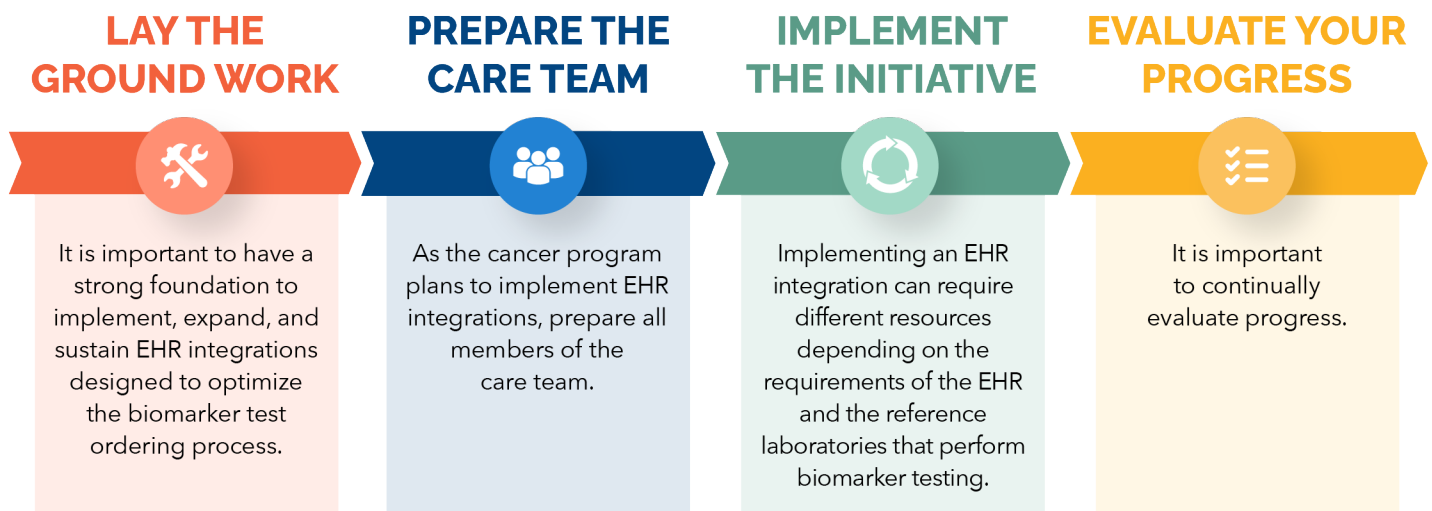 LAY THE
GROUND WORK
It is important to have a
strong foundation to
implement, expand, and
sustain EHR integrations
designed to optimize
the biomarker test
ordering process.
PREPARE THE
CARE TEAM
As the cancer program
plans to implement EHR
integrations, prepare all
members of the
care team.
IMPLEMENT
THE INITIATIVE
Implementing an EHR
integration can require
different resources
depending on the
requirements of the EHR
and the reference
laboratories that perform
biomarker testing.
EVALUATE YOUR
PROGRESS
It is important
to continually
evaluate progress.